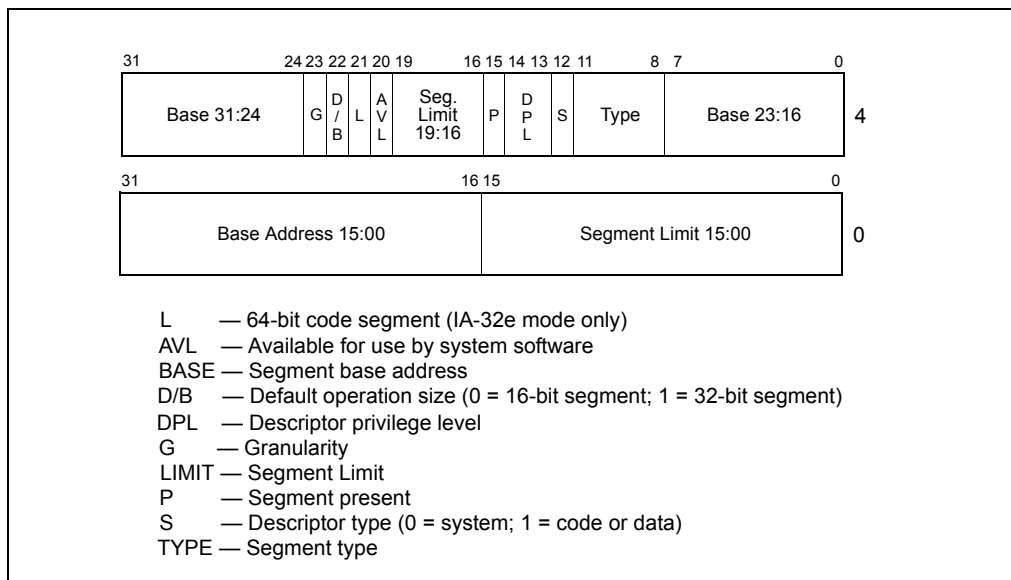 31 24 23 22 21 20 19 16 15 14 13 12 11 8 7 0
Base 31:24 G D/B L AVL Seg. Limit 19:16 P DPL S Type Base 23:16 4
31 16 15 0
Base Address 15:00 Segment Limit 15:00 0
L — 64-bit code segment (IA-32e mode only)
AVL — Available for use by system software
BASE — Segment base address
D/B — Default operation size (0 = 16-bit segment; 1 = 32-bit segment)
DPL — Descriptor privilege level
G — Granularity
LIMIT — Segment Limit
P — Segment present
S — Descriptor type (0 = system; 1 = code or data)
TYPE — Segment type